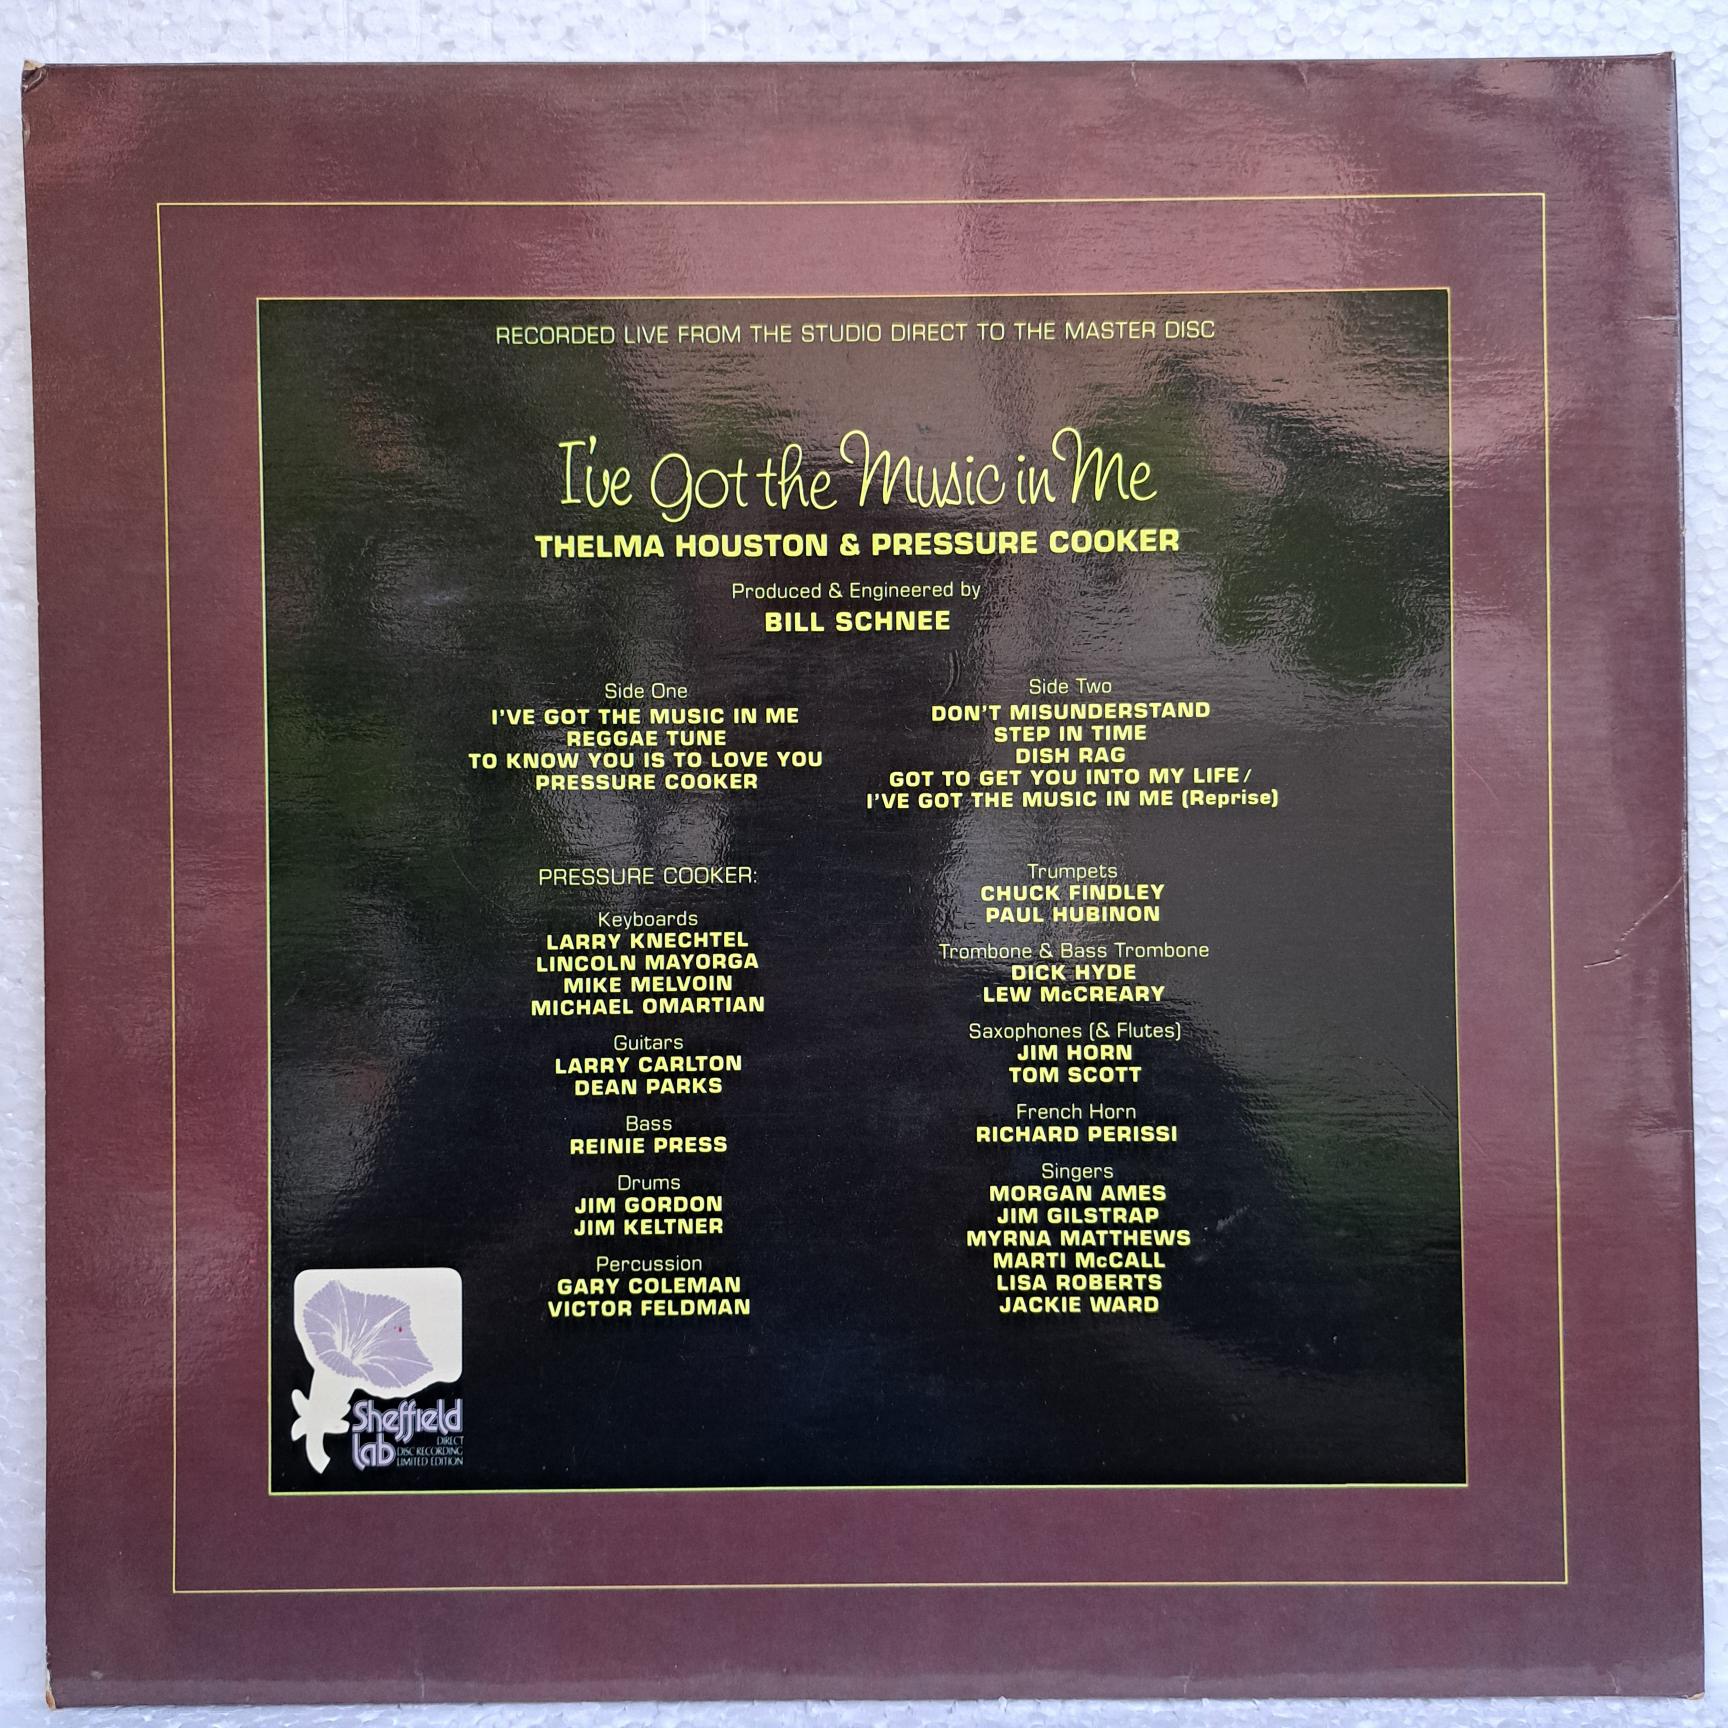 RECORDED LIVE FROM THE STUDIO DIRECT TO THE MASTER DISC
I've Got the Music in Me
THELMA HOUSTON & PRESSURE COOKER
Produced & Engineered by
BILL SCHNEE
Side One
I'VE GOT THE MUSIC IN ME
REGGAE TUNE
TO KNOW YOU IS TO LOVE YOU
PRESSURE COOKER
Side Two
DON'T MISUNDERSTAND
STEP IN TIME
DISH RAG
GOT TO GET YOU INTO MY LIFE/
I'VE GOT THE MUSIC IN ME (Reprise)
PRESSURE COOKER:
Keyboards
LARRY KNECHTEL
LINCOLN MAYORGA
MIKE MELVOIN
MICHAEL OMARTIAN
Guitars
LARRY CARLTON
DEAN PARKS
Bass
REINIE PRESS
Drums
JIM GORDON
JIM KELTNER
Percussion
GARY COLEMAN
VICTOR FELDMAN
Trumpets
CHUCK FINDLEY
PAUL HUBINON
Trombone & Bass Trombone
DICK HYDE
LEW McCREARY
Saxophones (& Flutes)
JIM HORN
TOM SCOTT
French Horn
RICHARD PERISSI
Singers
MORGAN AMES
JIM GILSTRAP
MYRNA MATTHEWS
MARTI McCALL
LISA ROBERTS
JACKIE WARD
Sheffield
lab
DIRECT
DISC RECORDING
LIMITED EDITION